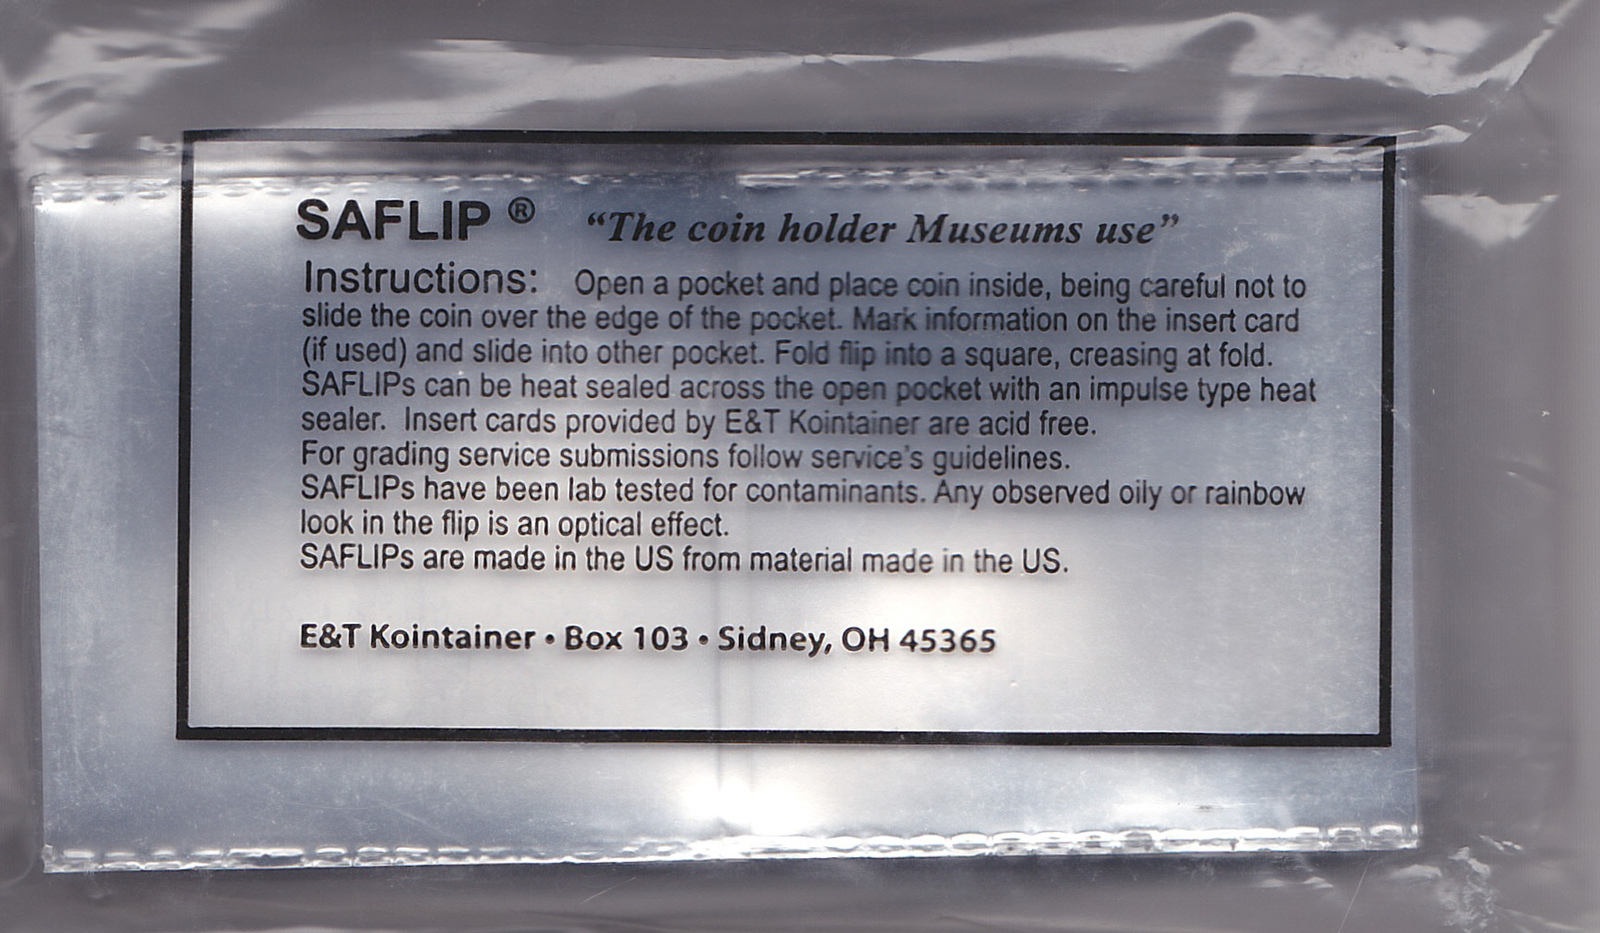 SAFLIP ® “The coin holder Museums use”
Instructions: Open a pocket and place coin inside, being careful not to
slide the coin over the edge of the pocket. Mark information on the insert card
(if used) and slide into other pocket. Fold flip into a square, creasing at fold.
SAFLIPs can be heat sealed across the open pocket with an impulse type heat
sealer. Insert cards provided by E&T Kointainer are acid free.
For grading service submissions follow service's guidelines.
SAFLIPs have been lab tested for contaminants. Any observed oily or rainbow
look in the flip is an optical effect.
SAFLIPs are made in the US from material made in the US.
E&T Kointainer • Box 103 • Sidney, OH 45365